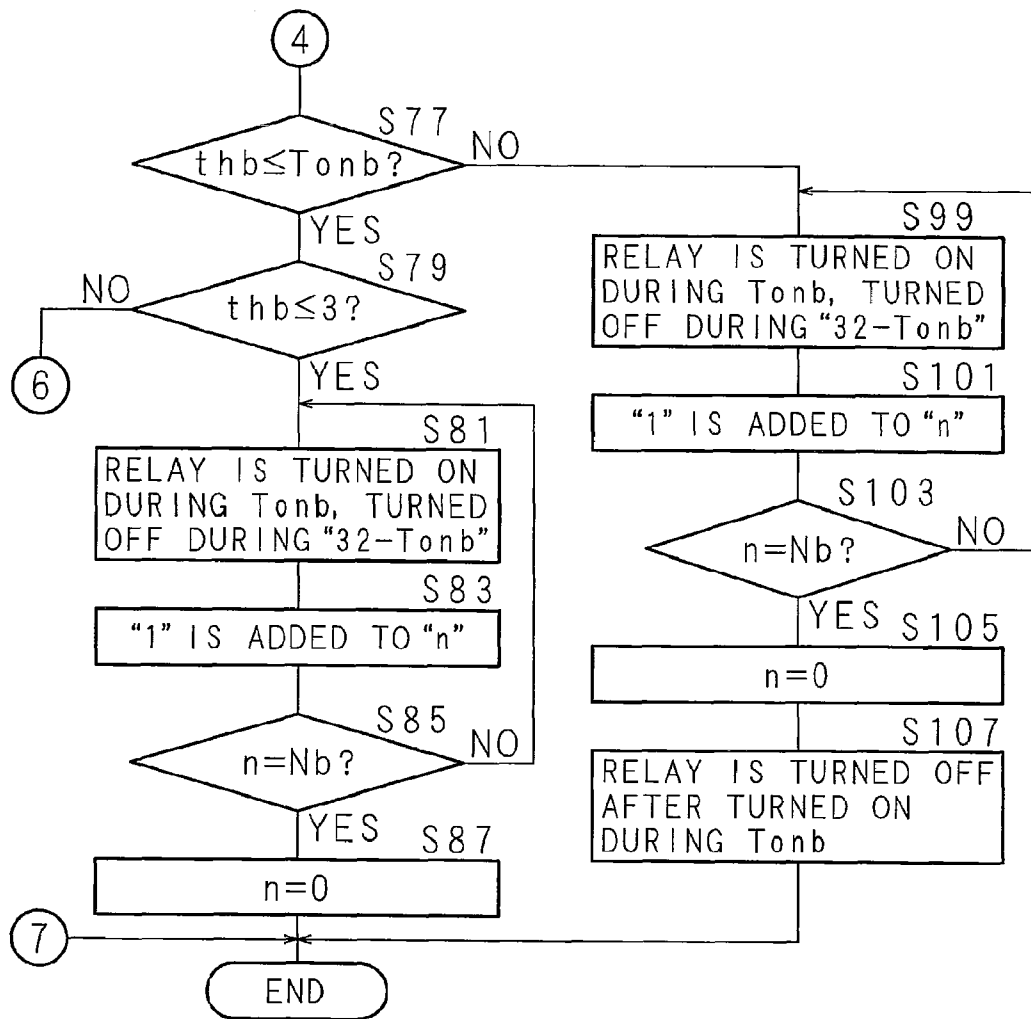 4
S77
thb≤Tonb?
NO
YES
S79
NO
thb≤3?
6
YES
S81
RELAY IS TURNED ON
DURING Tonb, TURNED
OFF DURING "32-Tonb"
S83
"1" IS ADDED TO "n"
S85
n=Nb?
NO
YES
S87
n=0
7
END
S99
RELAY IS TURNED ON
DURING Tonb, TURNED
OFF DURING "32-Tonb"
S101
"1" IS ADDED TO "n"
S103
n=Nb?
NO
YES
S105
n=0
S107
RELAY IS TURNED OFF
AFTER TURNED ON
DURING Tonb